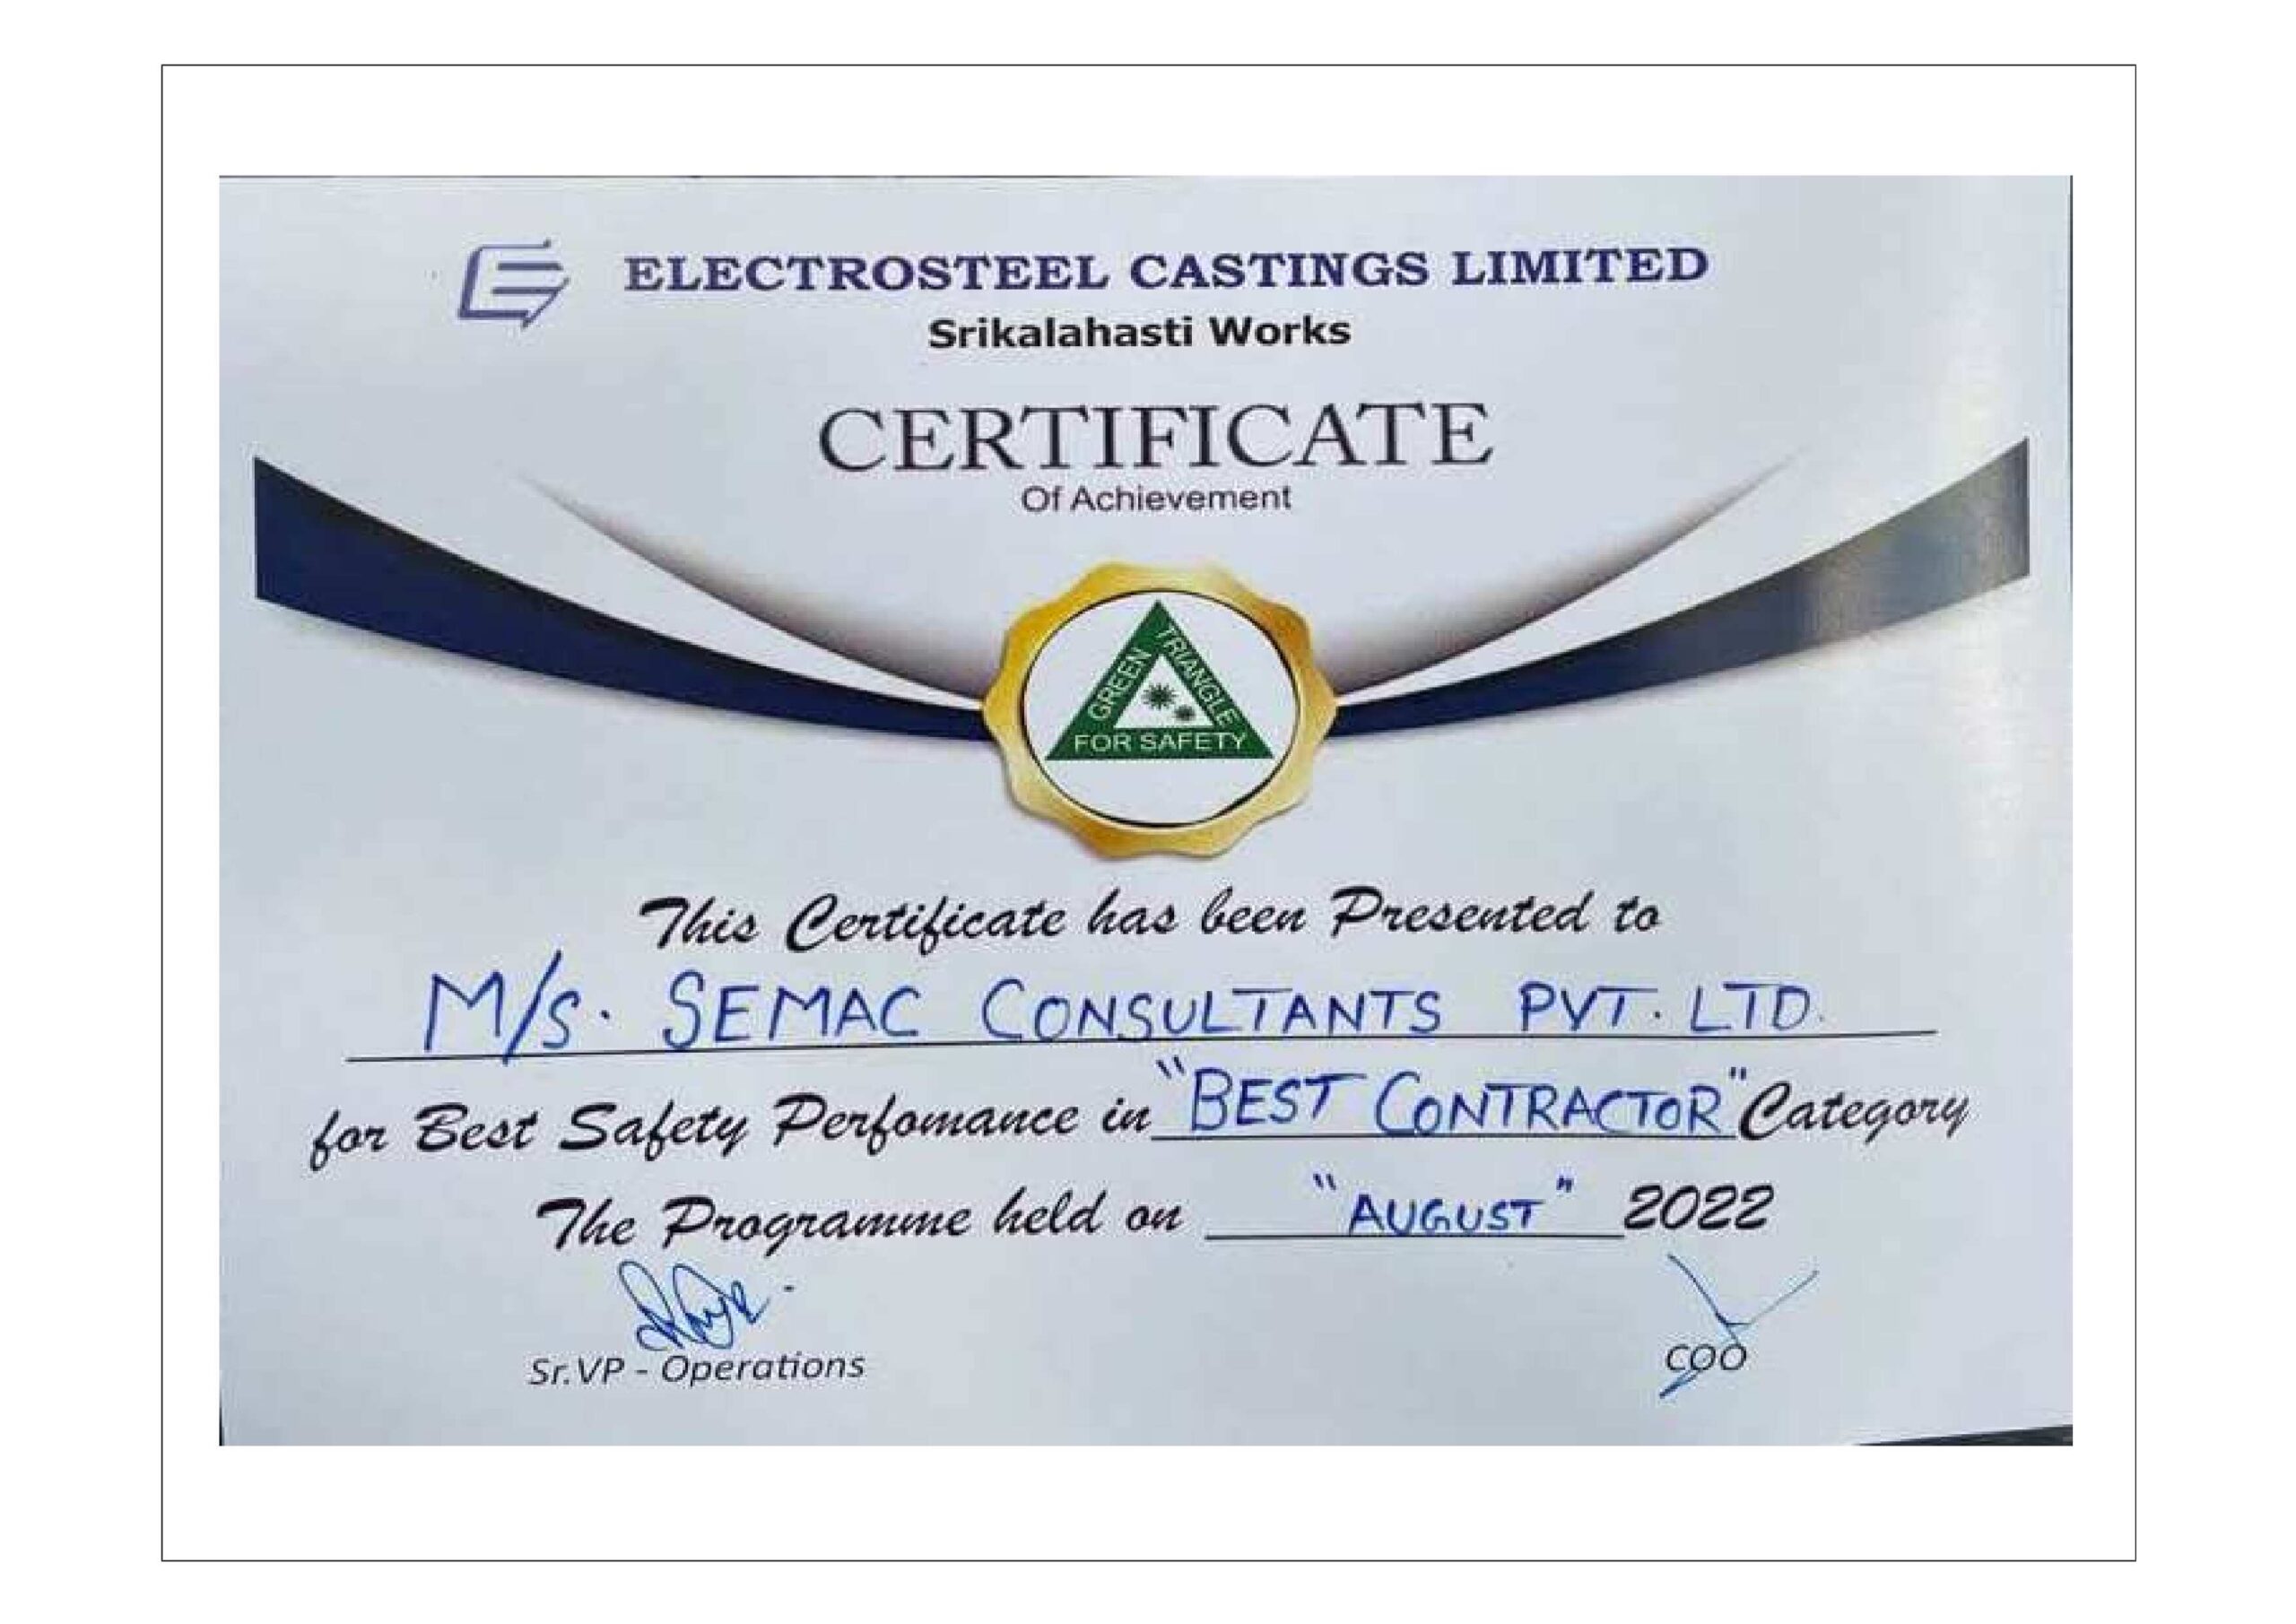 ELECTROSTEEL CASTINGS LIMITED
Srikalahasti Works
CERTIFICATE
Of Achievement
GREEN TRIANGLE
FOR SAFETY
This Certificate has been Presented to
M/S. SEMAC CONSULTANTS PVT. LTD.
for Best Safety Perfomance in "BEST CONTRACTOR" Category
The Programme held on "AUGUST" 2022
Sr.VP - Operations
COO